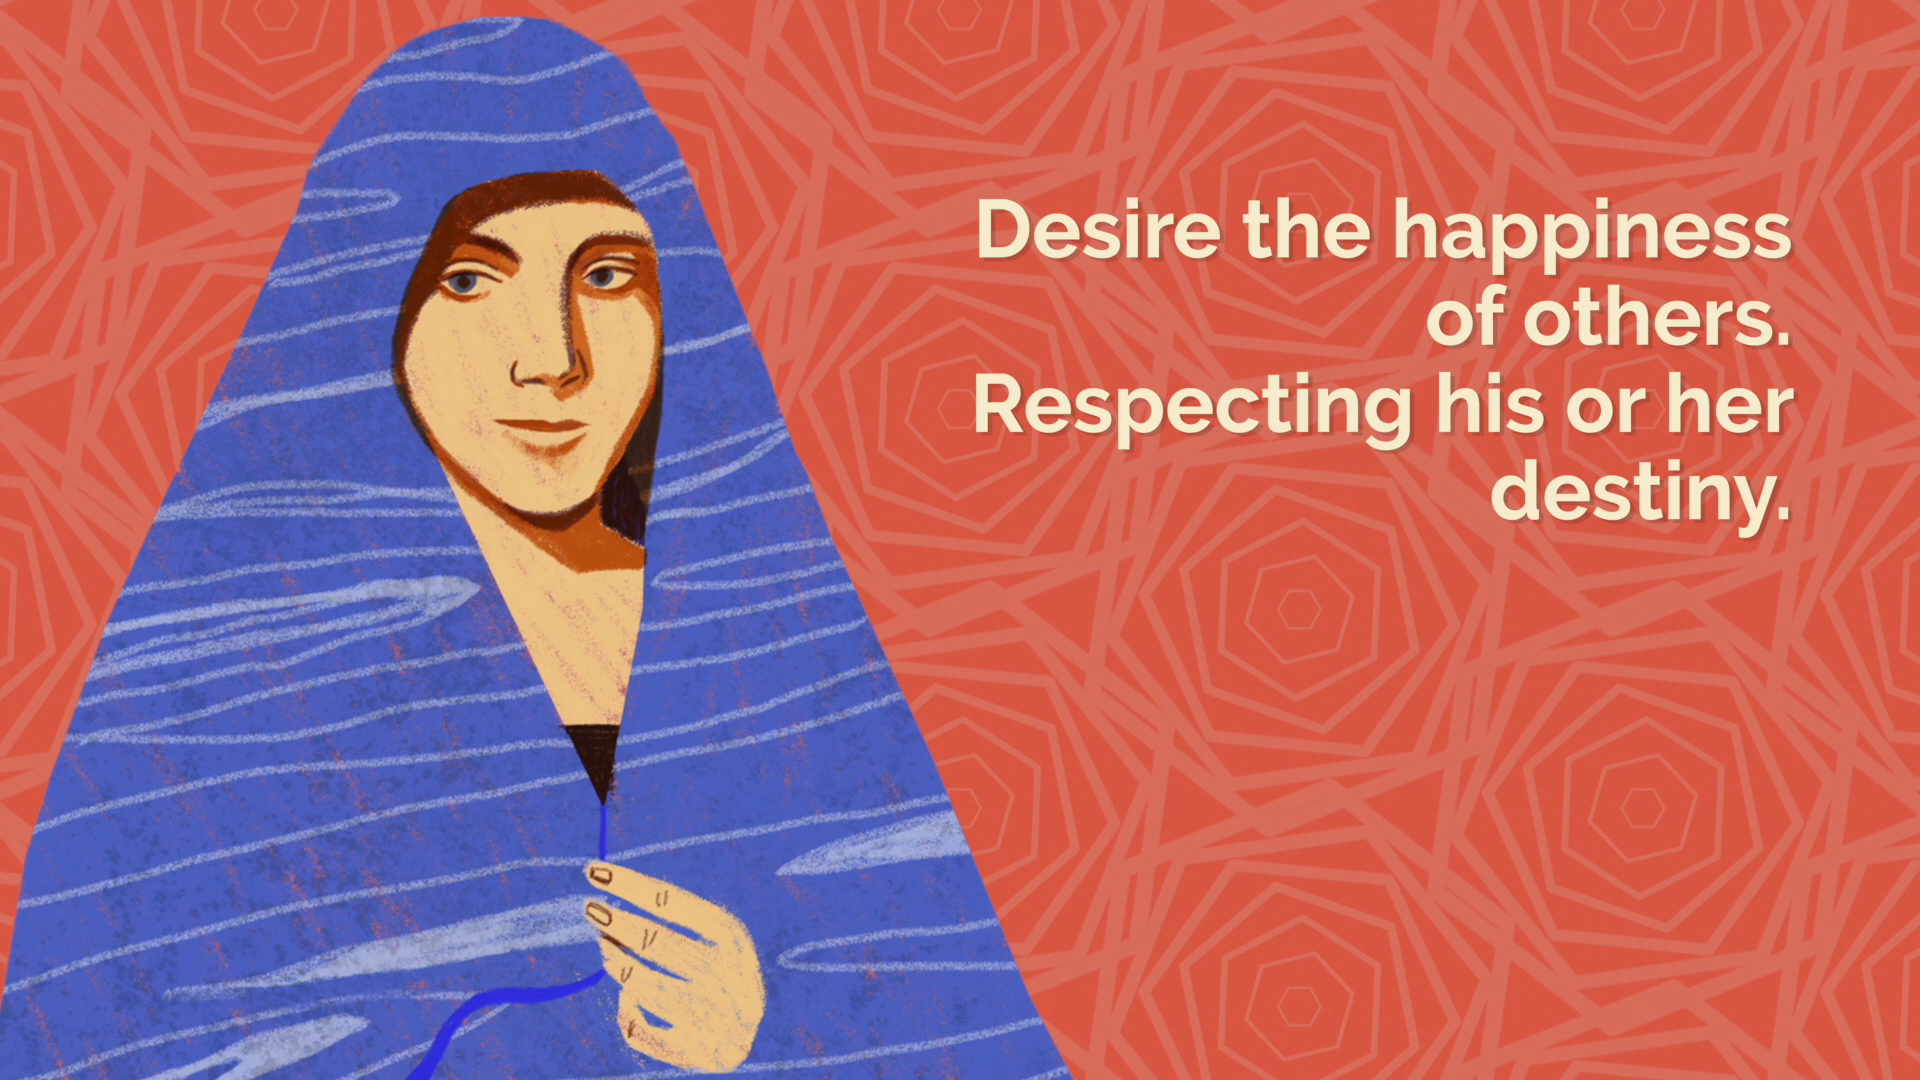 Desire the happiness
of others.
Respecting his or her
destiny.